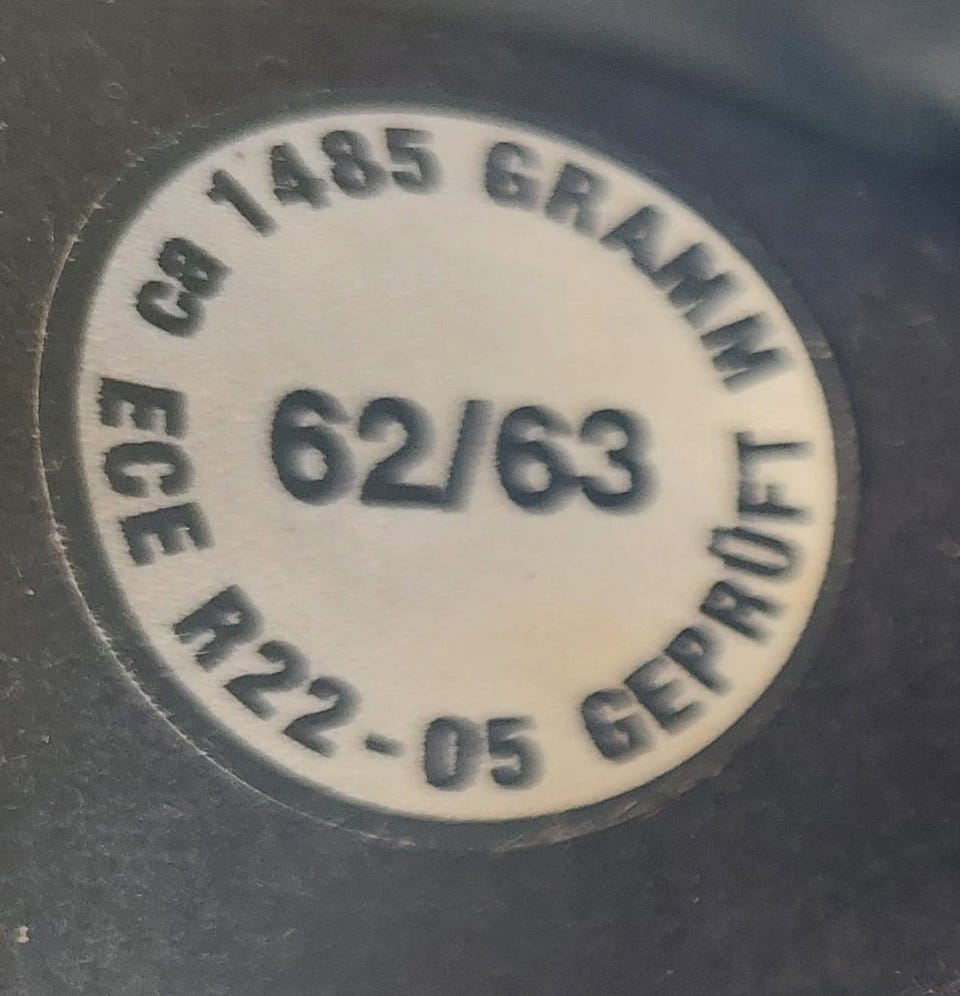 ca 1485 GRAMM
62/63
ECE R22-05 GEPRÜFT